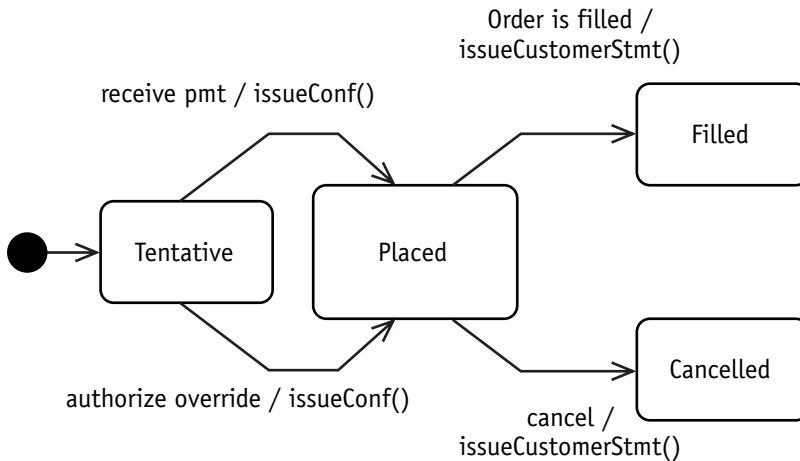 Order is filled /
issueCustomerStmt()
receive pmt / issueConf()
Filled
Tentative
Placed
Cancelled
authorize override / issueConf()
cancel /
issueCustomerStmt()